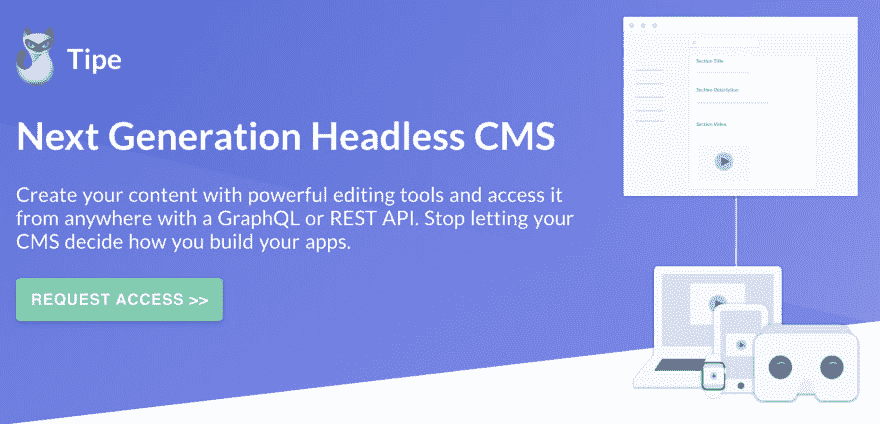 Tipe
Next Generation Headless CMS
Create your content with powerful editing tools and access it
from anywhere with a GraphQL or REST API. Stop letting your
CMS decide how you build your apps.
REQUEST ACCESS >>
Section Title
Section Description
Section Video